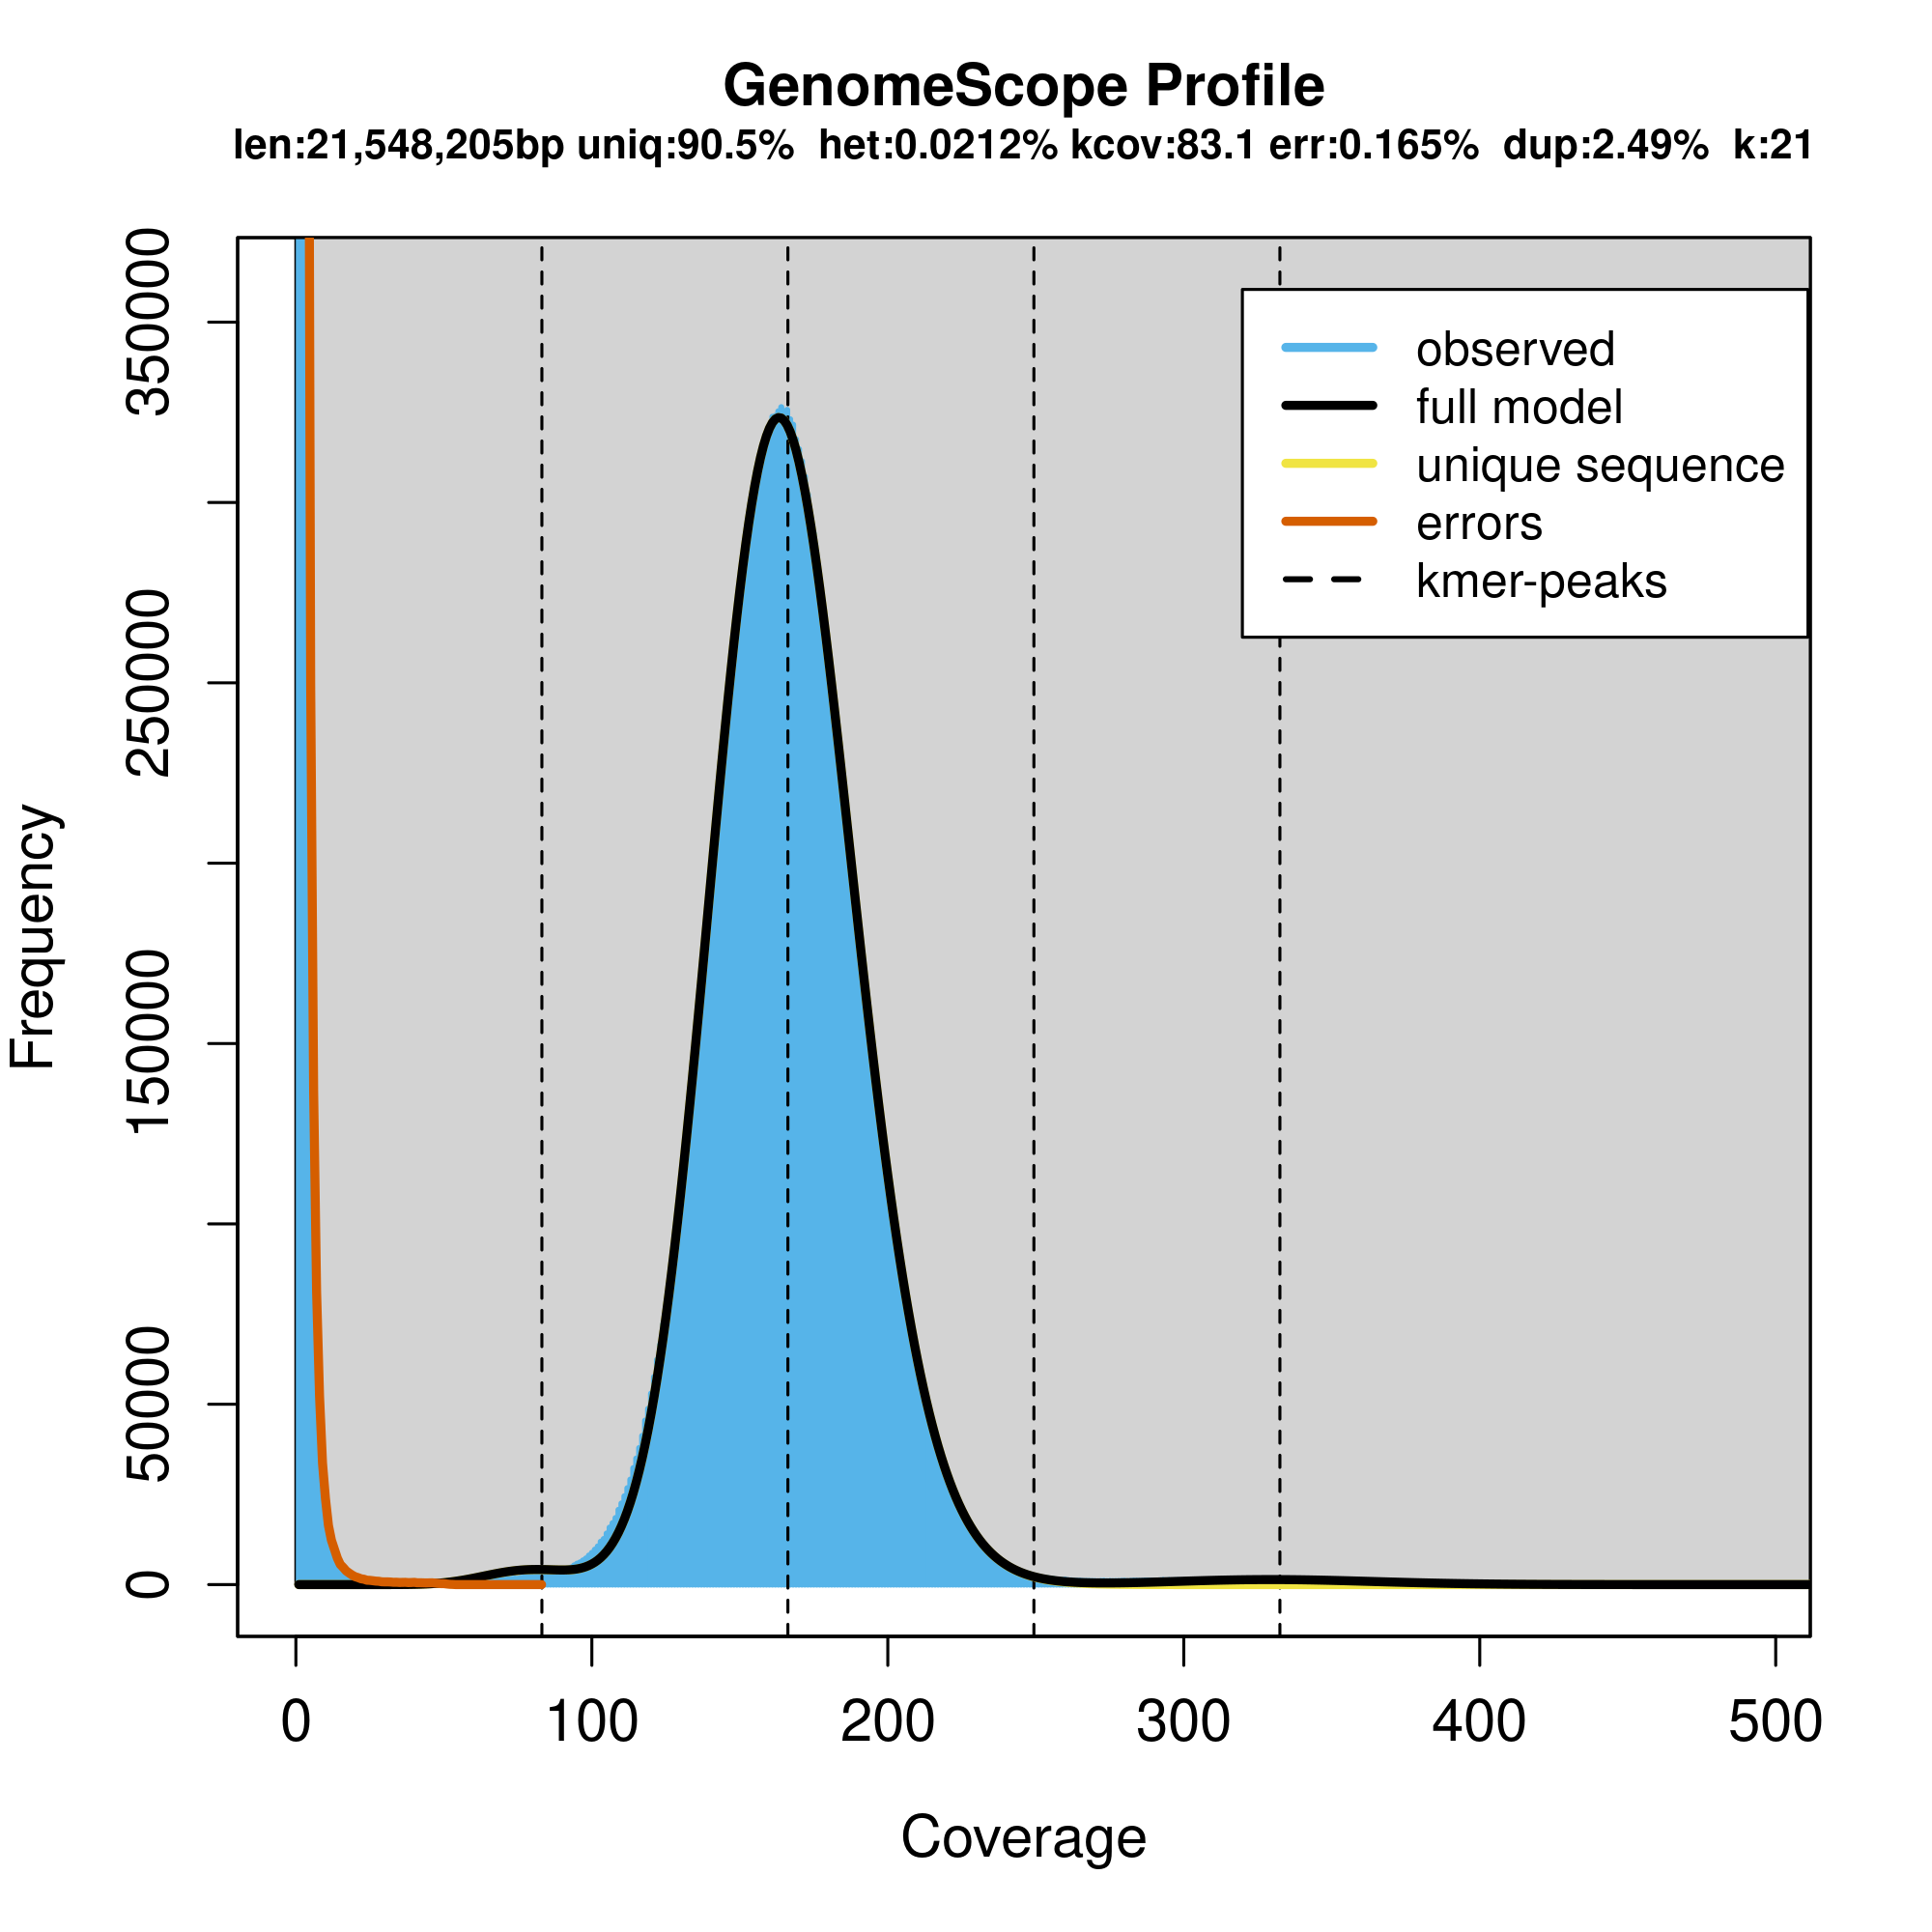 GenomeScope Profile
len:21,548,205bp uniq:90.5% het:0.0212% kcov:83.1 err:0.165% dup:2.49% k:21
observed
full model
unique sequence
errors
kmer-peaks
350000
250000
150000
50000
0
Frequency
0 100 200 300 400 500
Coverage